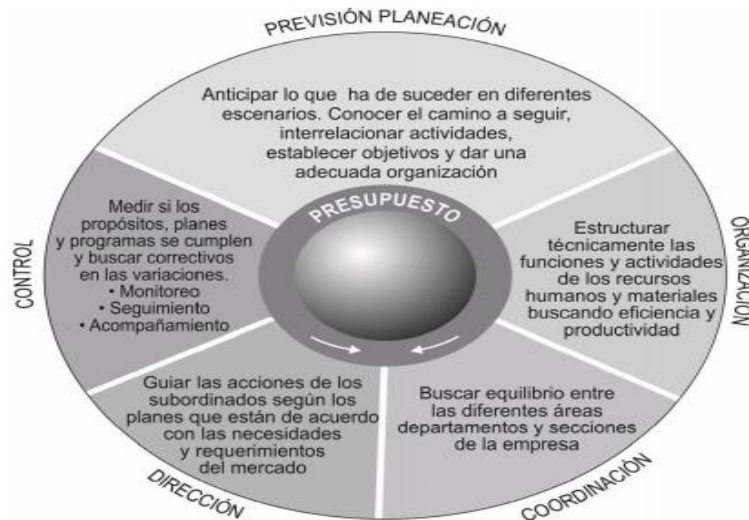 PREVISIÓN PLANEACIÓN
Anticipar lo que ha de suceder en diferentes
escenarios. Conocer el camino a seguir,
interrelacionar actividades,
establecer objetivos y dar una
adecuada organización
PRESUPUESTO
CONTROL
Medir si los
propósitos, planes
y programas se cumplen
y buscar correctivos
en las variaciones.
• Monitoreo
• Seguimiento
• Acompañamiento
ORGANIZACIÓN
Estructurar
técnicamente las
funciones y actividades
de los recursos
humanos y materiales
buscando eficiencia y
productividad
Guiar las acciones de los
subordinados según los
planes que están de acuerdo
con las necesidades
y requerimientos
del mercado
DIRECCIÓN
Buscar equilibrio entre
las diferentes áreas
departamentos y secciones
de la empresa
COORDINACIÓN